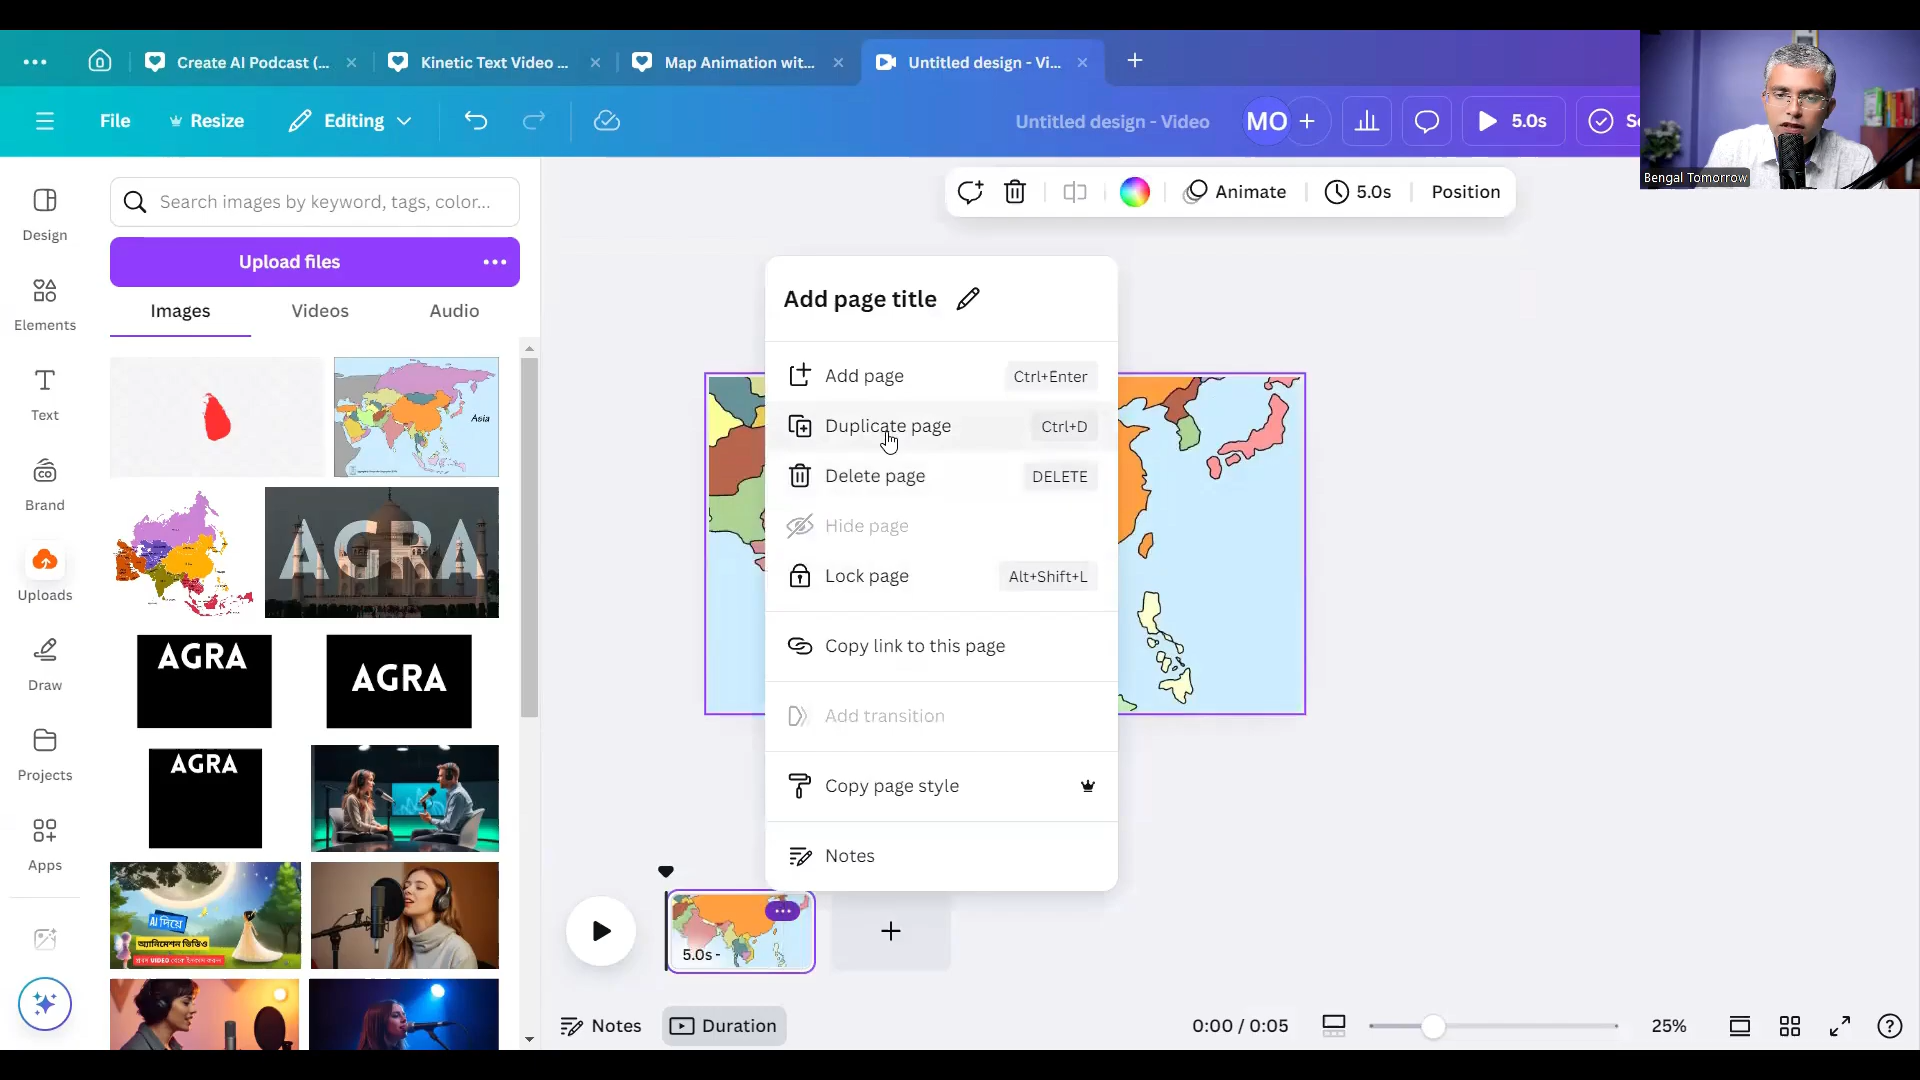 Create AI Podcast (...
Kinetic Text Video ...
Map Animation wit...
Untitled design - Vi...
File
Resize
Editing
Untitled design - Video
MO
5.0s
Bengal Tomorrow
Search images by keyword, tags, color...
Animate
5.0s
Position
Design
Upload files
Images
Videos
Audio
Elements
Text
Brand
Uploads
Draw
Projects
Apps
Asia
AGRA
AGRA
AGRA
AGRA
AI দিয়ে
অ্যানিমেশন ভিডিও
Add page title
Add page
Ctrl+Enter
Duplicate page
Ctrl+D
Delete page
DELETE
Hide page
Lock page
Alt+Shift+L
Copy link to this page
Add transition
Copy page style
Notes
5.0s -
Notes
Duration
0:00 / 0:05
25%